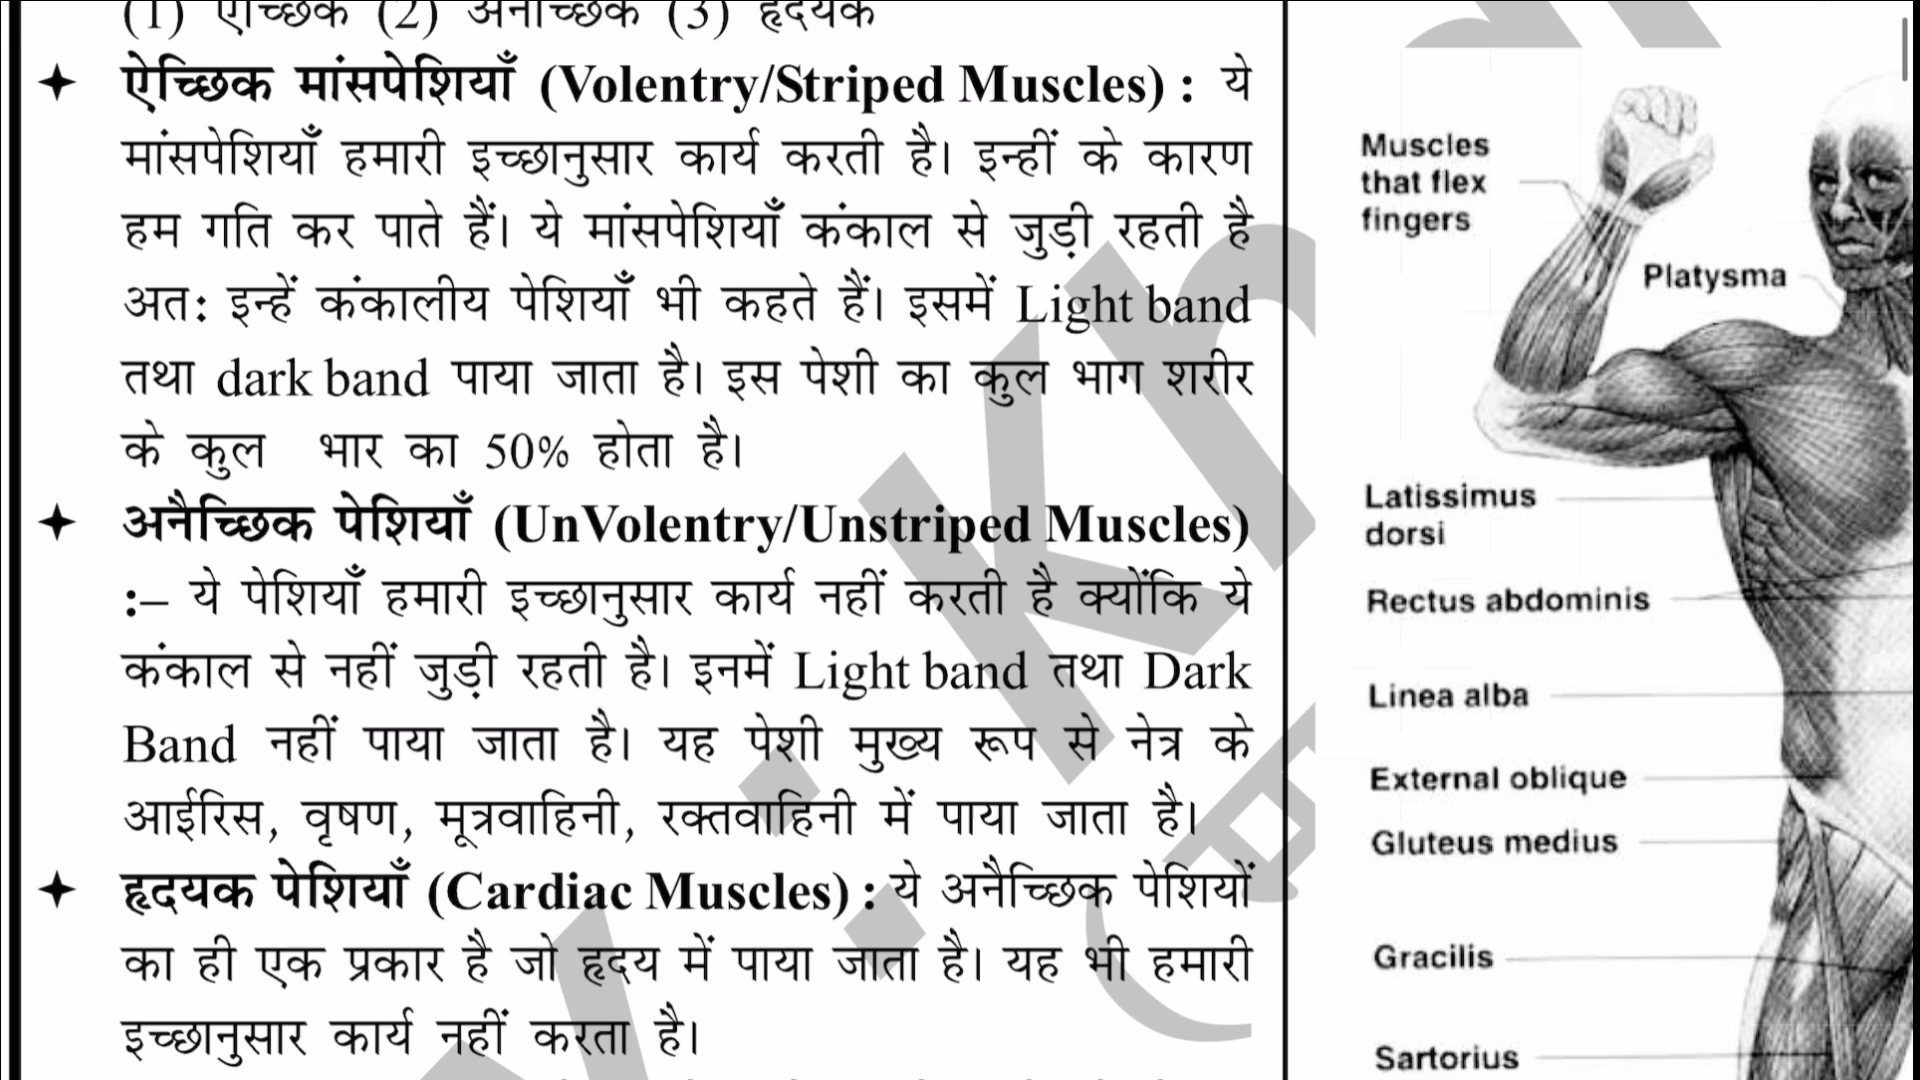 (1) ऐच्छिक (2) अनैच्छिक (3) हृदयक
✦ ऐच्छिक मांसपेशियाँ (Volentry/Striped Muscles) : ये
मांसपेशियाँ हमारी इच्छानुसार कार्य करती है। इन्हीं के कारण
हम गति कर पाते हैं। ये मांसपेशियाँ कंकाल से जुड़ी रहती है
अतः इन्हें कंकालीय पेशियाँ भी कहते हैं। इसमें Light band
तथा dark band पाया जाता है। इस पेशी का कुल भाग शरीर
के कुल भार का 50% होता है।
✦ अनैच्छिक पेशियाँ (UnVolentry/Unstriped Muscles)
:– ये पेशियाँ हमारी इच्छानुसार कार्य नहीं करती है क्योंकि ये
कंकाल से नहीं जुड़ी रहती है। इनमें Light band तथा Dark
Band नहीं पाया जाता है। यह पेशी मुख्य रूप से नेत्र के
आईरिस, वृषण, मूत्रवाहिनी, रक्तवाहिनी में पाया जाता है।
✦ हृदयक पेशियाँ (Cardiac Muscles) : ये अनैच्छिक पेशियों
का ही एक प्रकार है जो हृदय में पाया जाता है। यह भी हमारी
इच्छानुसार कार्य नहीं करता है।
Muscles
that flex
fingers
Platysma
Latissimus
dorsi
Rectus abdominis
Linea alba
External oblique
Gluteus medius
Gracilis
Sartorius